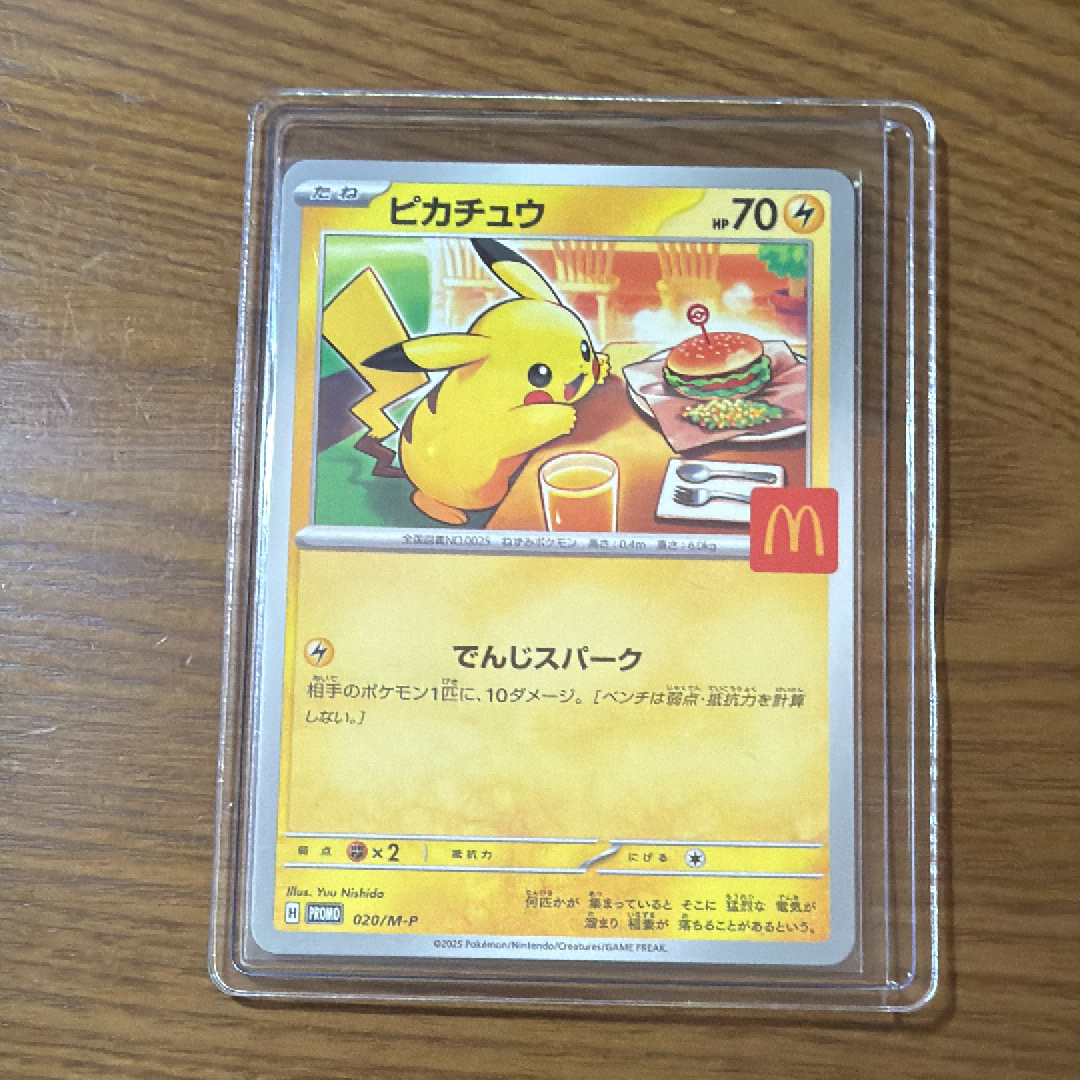 たね ピカチュウ HP70
全国図鑑NO.0025 ねずみポケモン 高さ:0.4m 重さ:6.0kg
でんじスパーク
相手のポケモン1匹に、10ダメージ。[ベンチは弱点・抵抗力を計算
しない。]
弱点 ×2 抵抗力 にげる
Illus. Yuu Nishida
H PROMO 020/M-P
何匹かが 集まっていると そこに 猛烈な 電気が
溜まり 稲妻が 落ちることがあるという。
©2025 Pokémon/Nintendo/Creatures/GAME FREAK.